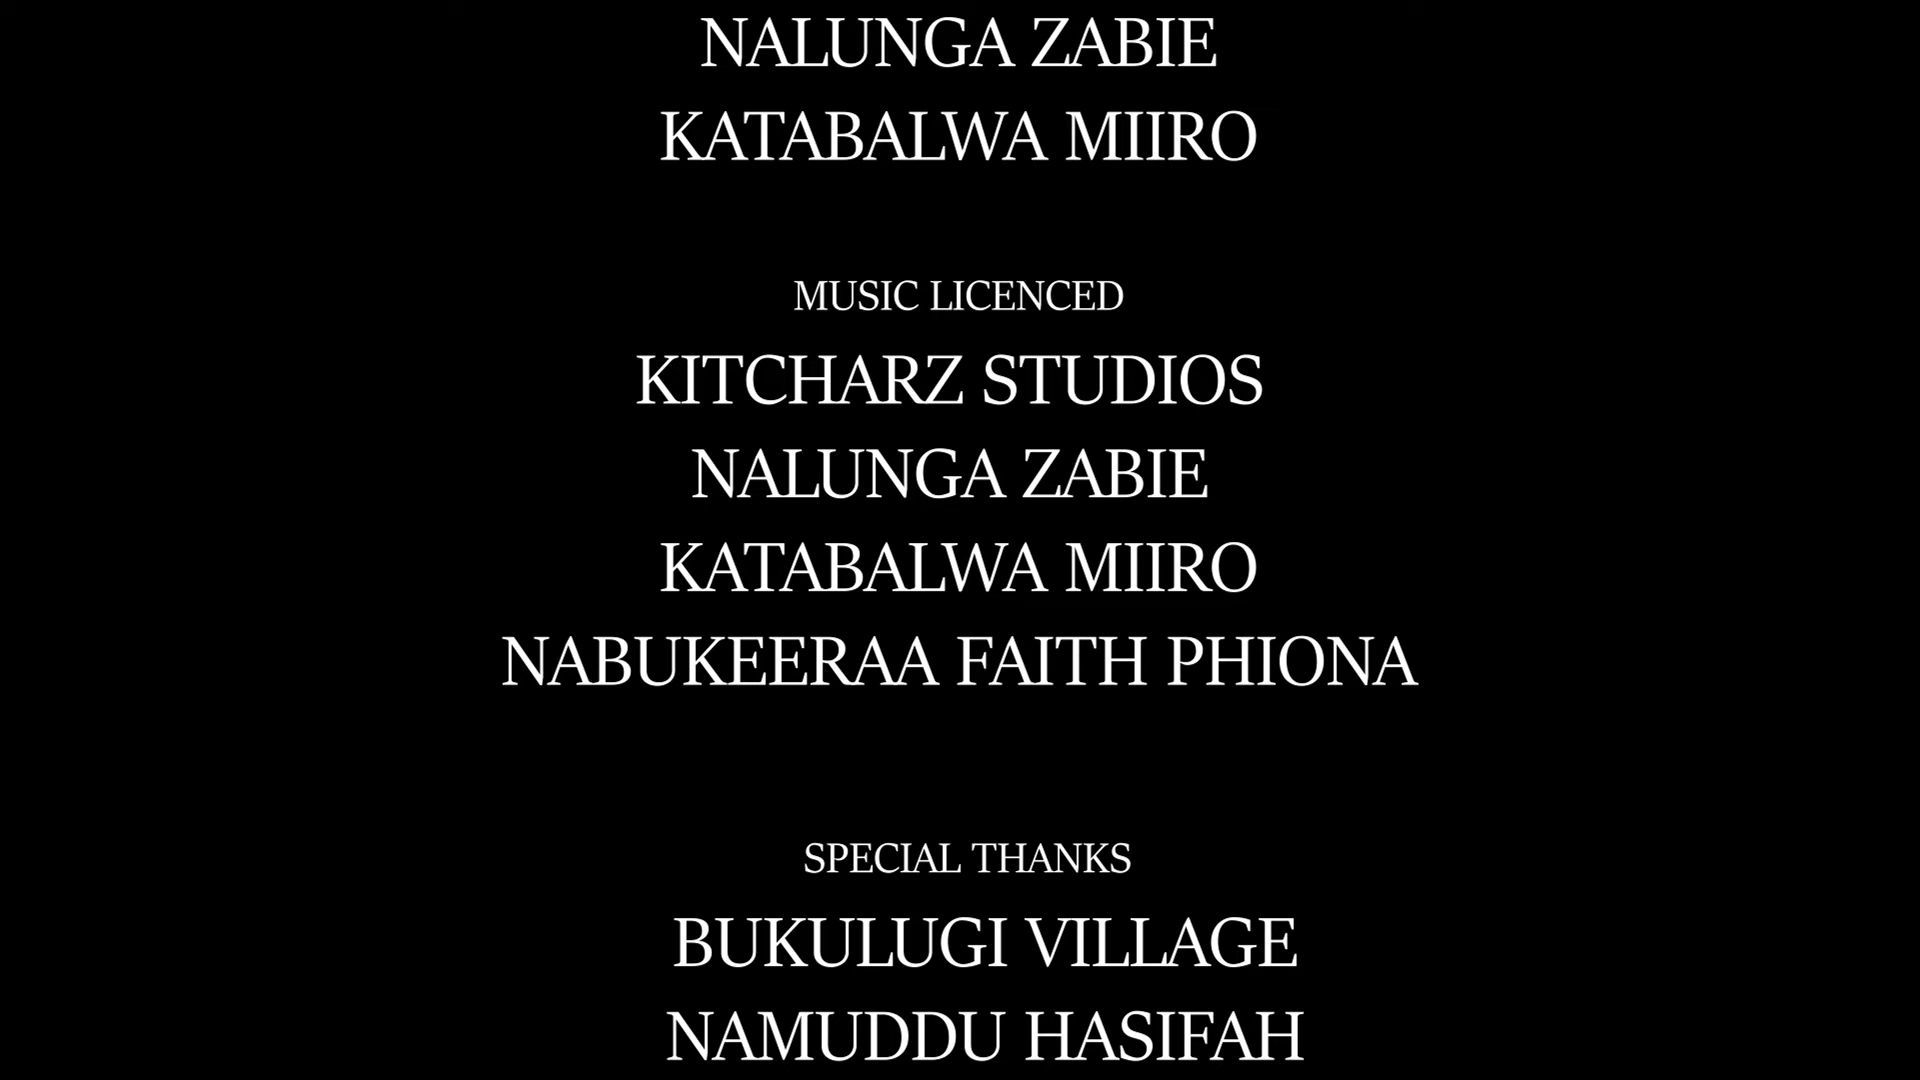 NALUNGA ZABIE
KATABALWA MIIRO
MUSIC LICENCED
KITCHARZ STUDIOS
NALUNGA ZABIE
KATABALWA MIIRO
NABUKEERAA FAITH PHIONA
SPECIAL THANKS
BUKULUGI VILLAGE
NAMUDDU HASIFAH